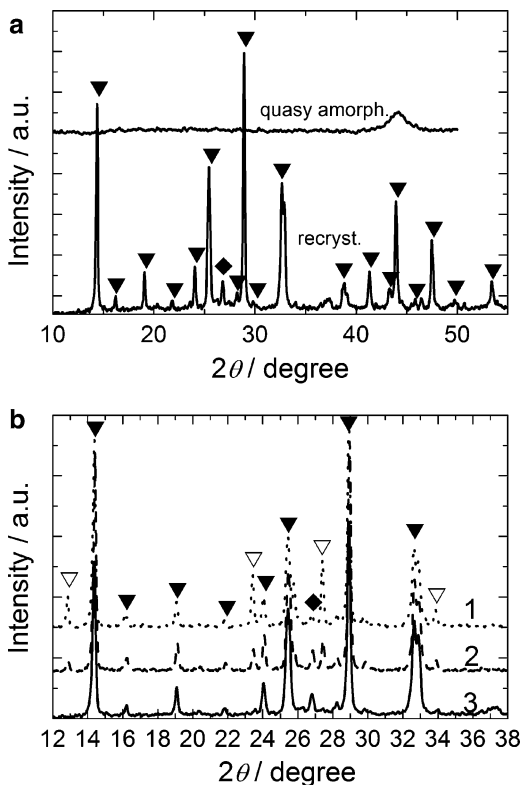 a
Intensity / a.u.
quasy amorph.
recryst.
10 20 30 40 50
2θ / degree
b
Intensity / a.u.
1
2
3
12 14 16 18 20 22 24 26 28 30 32 34 36 38
2θ / degree